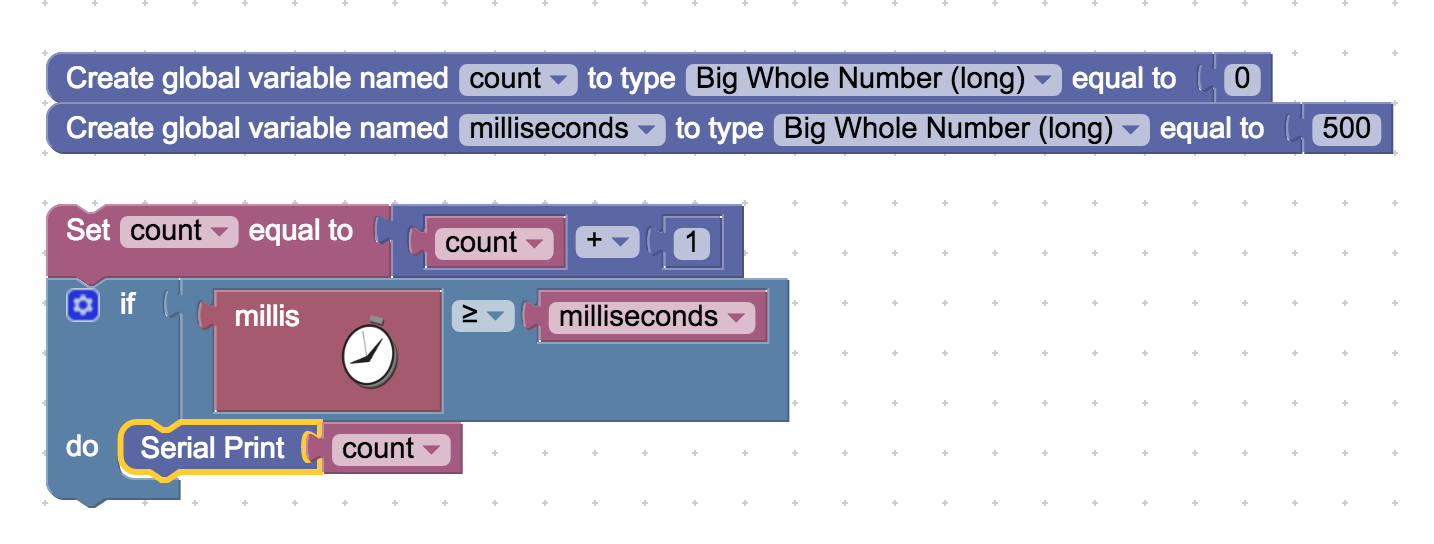 Create global variable named count to type Big Whole Number (long) equal to 0
Create global variable named milliseconds to type Big Whole Number (long) equal to 500
Set count equal to count + 1
if millis ≥ milliseconds
do Serial Print count